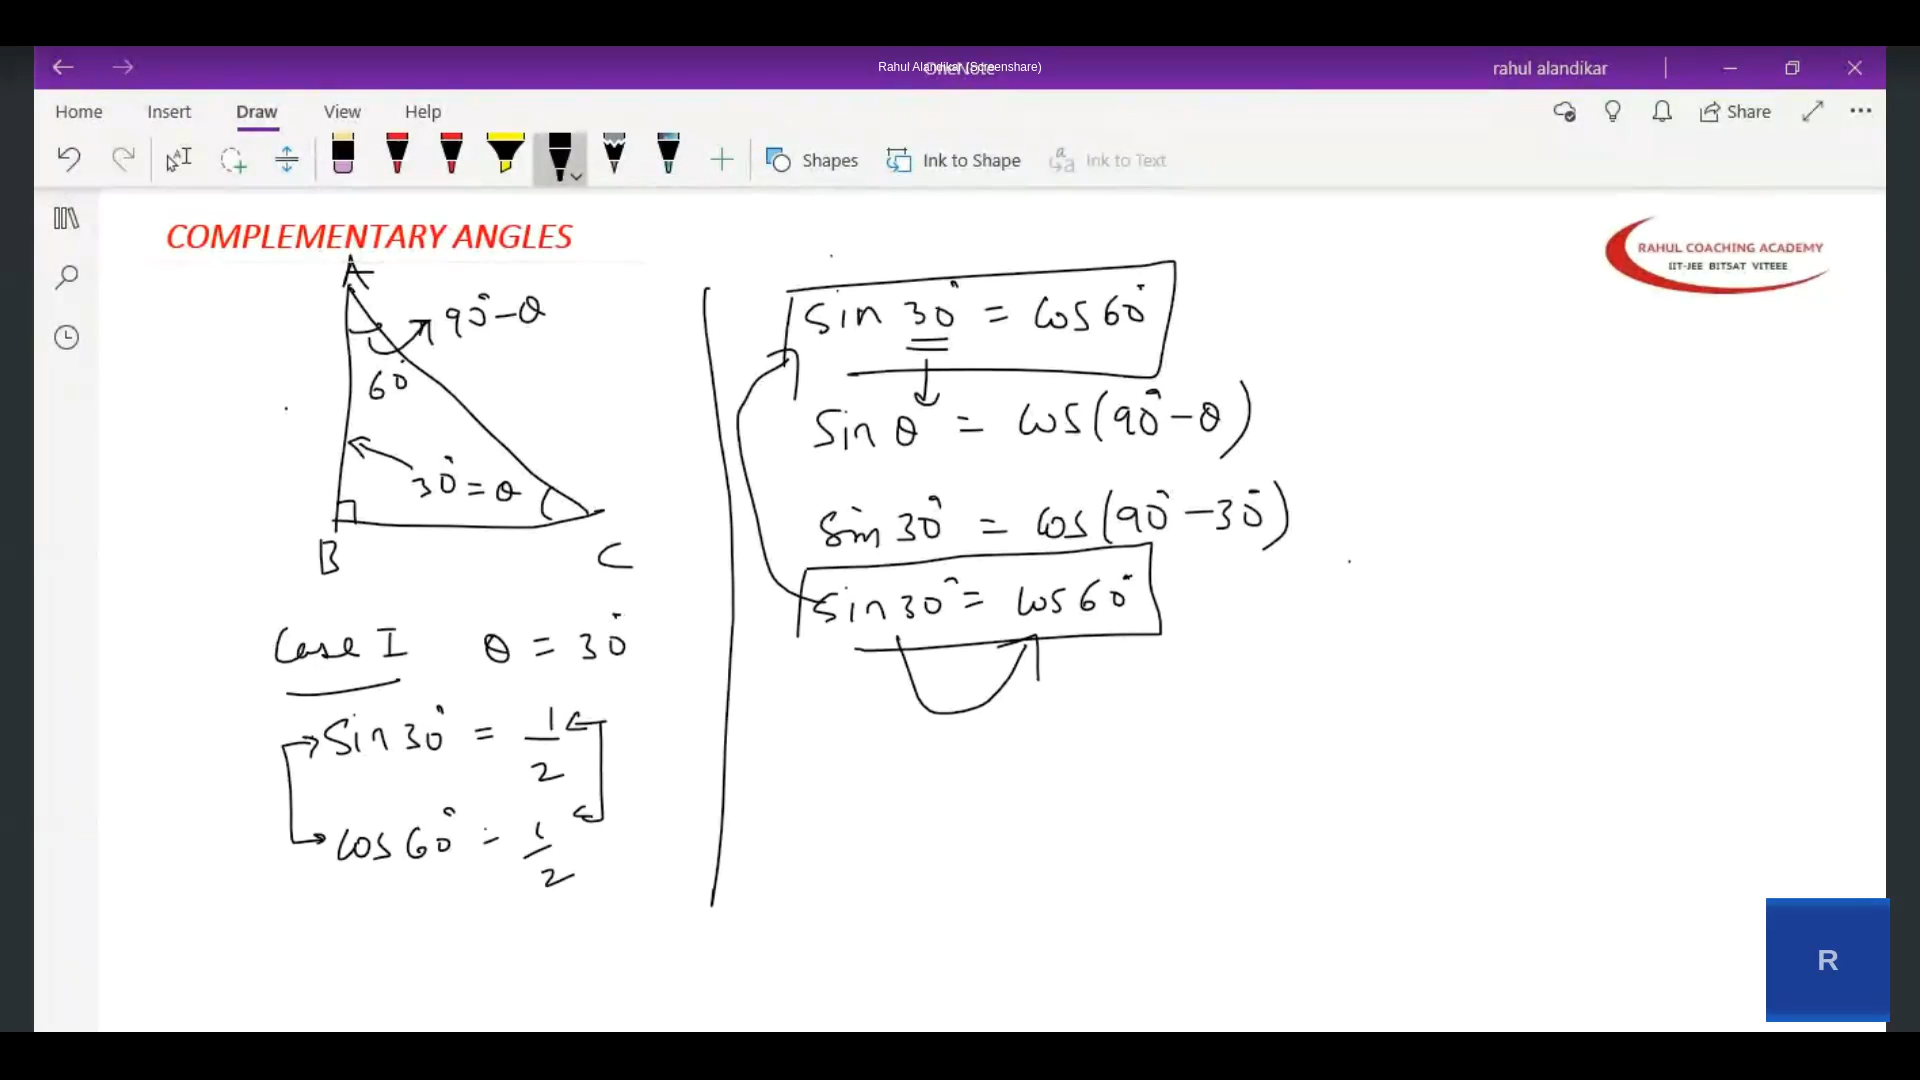 Rahul Alandikar (Screenshare)
OneNote
rahul alandikar
Home Insert Draw View Help
Share
Shapes Ink to Shape Ink to Text
COMPLEMENTARY ANGLES
RAHUL COACHING ACADEMY
IIT-JEE BITSAT VITEEE
A
90°-θ
60°
30° = θ
B
C
Case I θ = 30°
Sin 30° = 1/2
cos 60° = 1/2
Sin 30° = cos 60°
Sin θ = cos(90° - θ)
Sin 30° = cos(90° - 30°)
Sin 30° = cos 60°
R